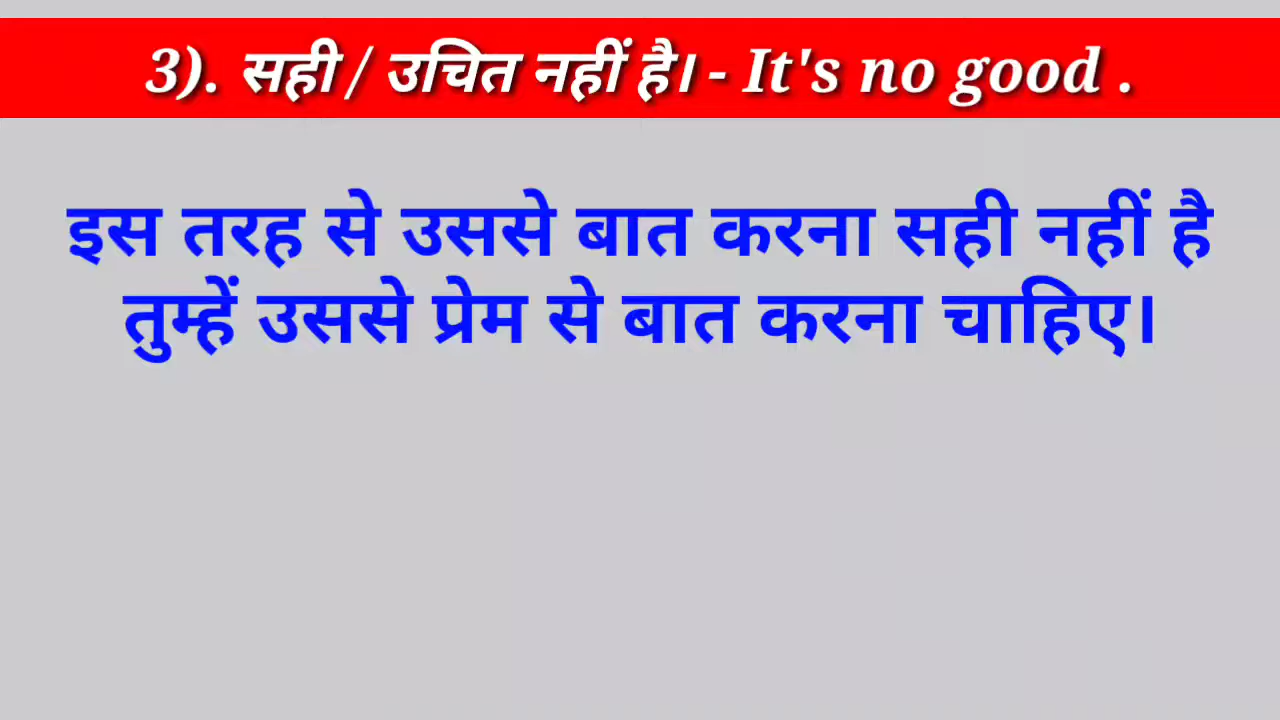 3). सही / उचित नहीं है। - It's no good .
इस तरह से उससे बात करना सही नहीं है
तुम्हें उससे प्रेम से बात करना चाहिए।